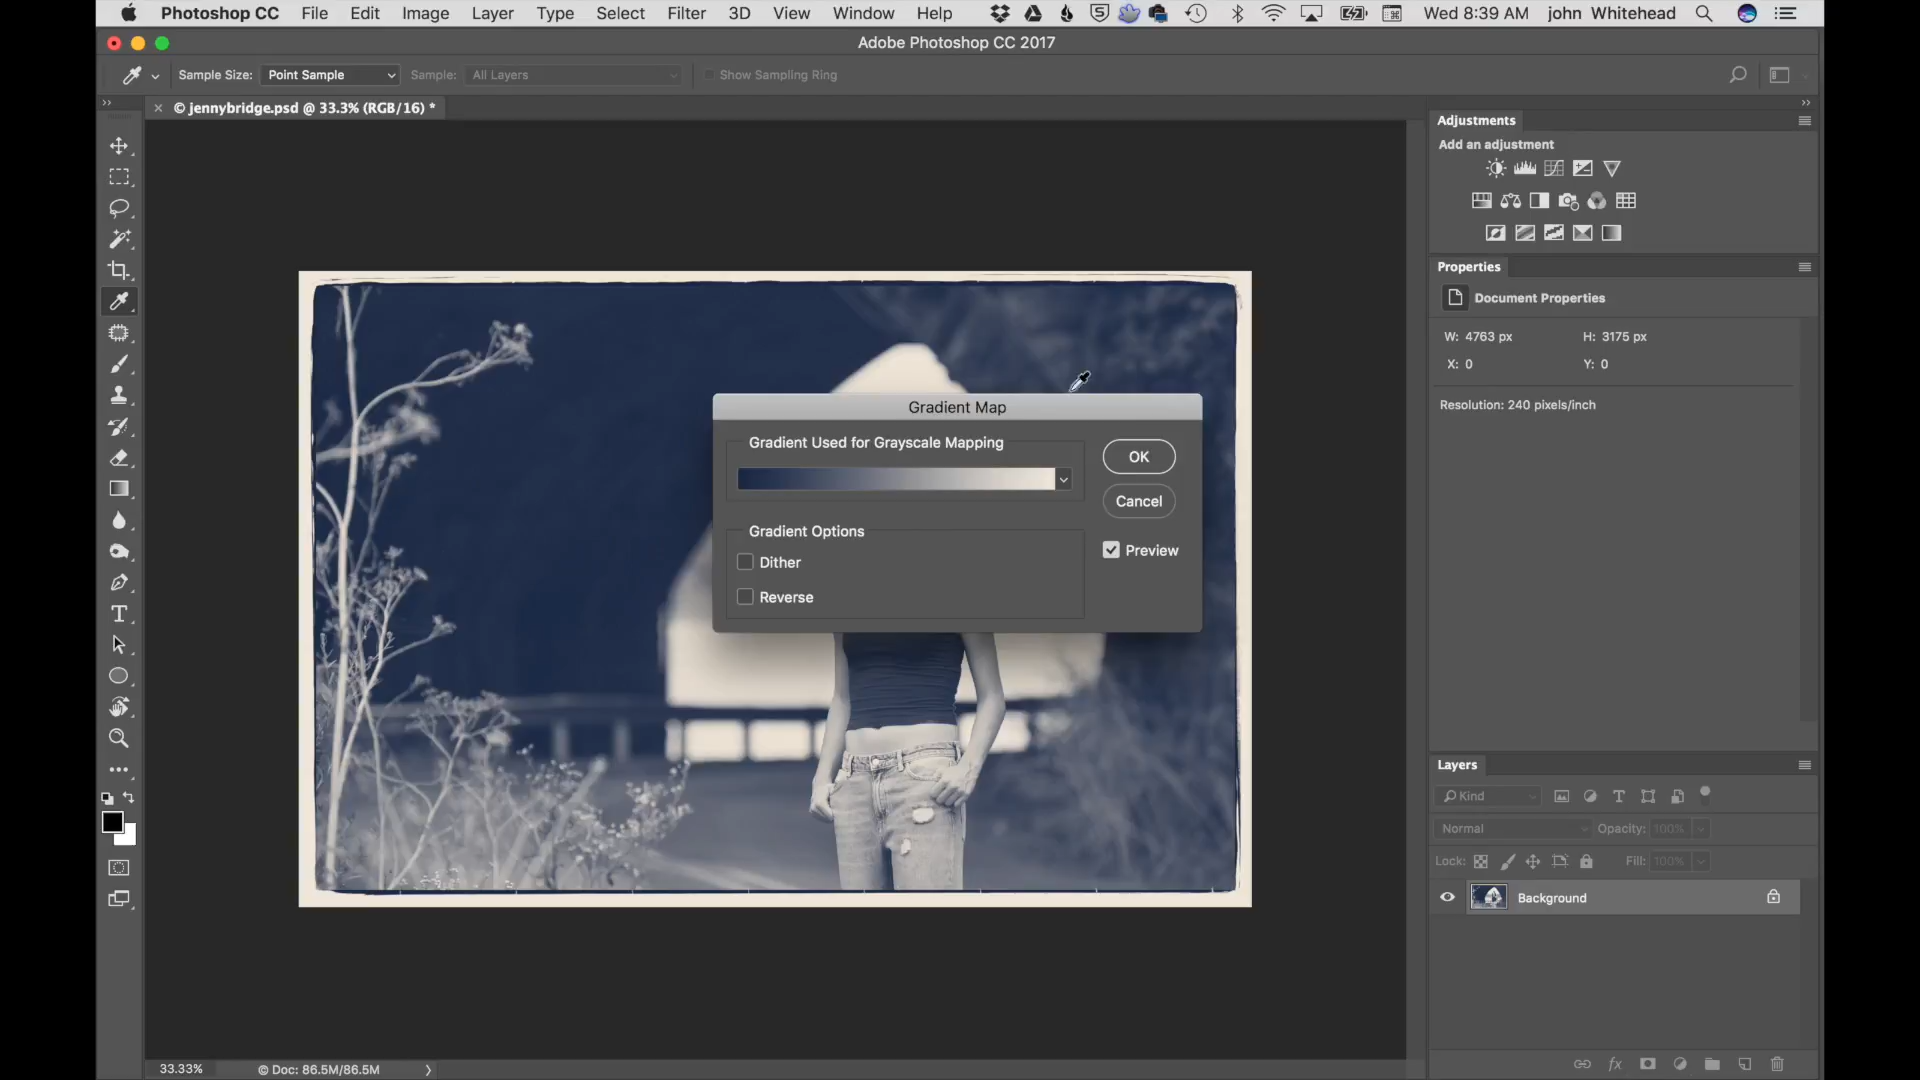 Photoshop CC File Edit Image Layer Type Select Filter 3D View Window Help Wed 8:39 AM john Whitehead
Adobe Photoshop CC 2017
Sample Size: Point Sample Sample: All Layers Show Sampling Ring
© jennybridge.psd @ 33.3% (RGB/16) *
Adjustments
Add an adjustment
Properties
Document Properties
W: 4763 px H: 3175 px
X: 0 Y: 0
Resolution: 240 pixels/inch
Gradient Map
Gradient Used for Grayscale Mapping
OK
Cancel
Gradient Options
Preview
Dither
Reverse
Layers
Kind
Normal Opacity: 100%
Lock: Fill: 100%
Background
33.33% © Doc: 86.5M/86.5M